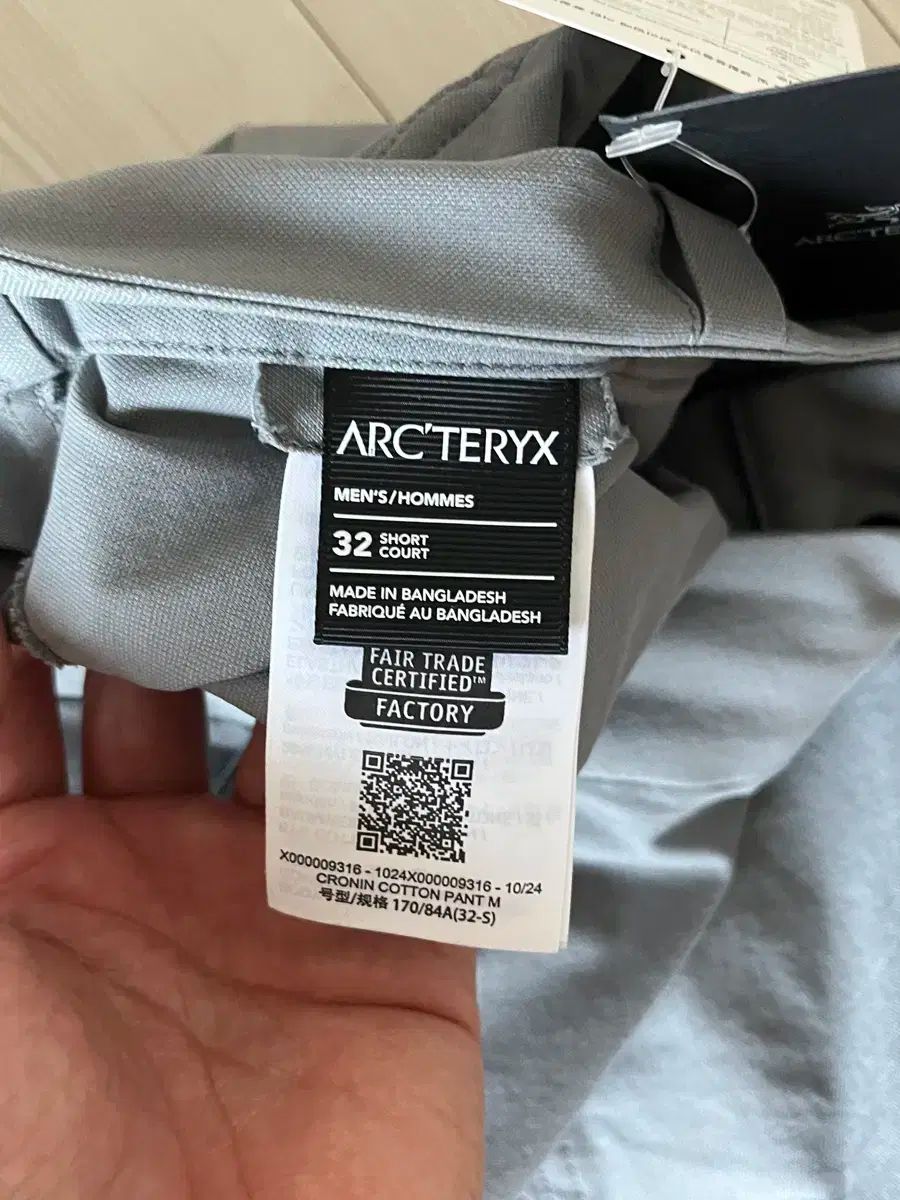 ARC'TERYX
MEN'S/HOMMES
32 SHORT
COURT
MADE IN BANGLADESH
FABRIQUÉ AU BANGLADESH
FAIR TRADE
CERTIFIED™
FACTORY
X000009316 - 1024X000009316 - 10/24
CRONIN COTTON PANT M
号型/规格 170/84A(32-S)